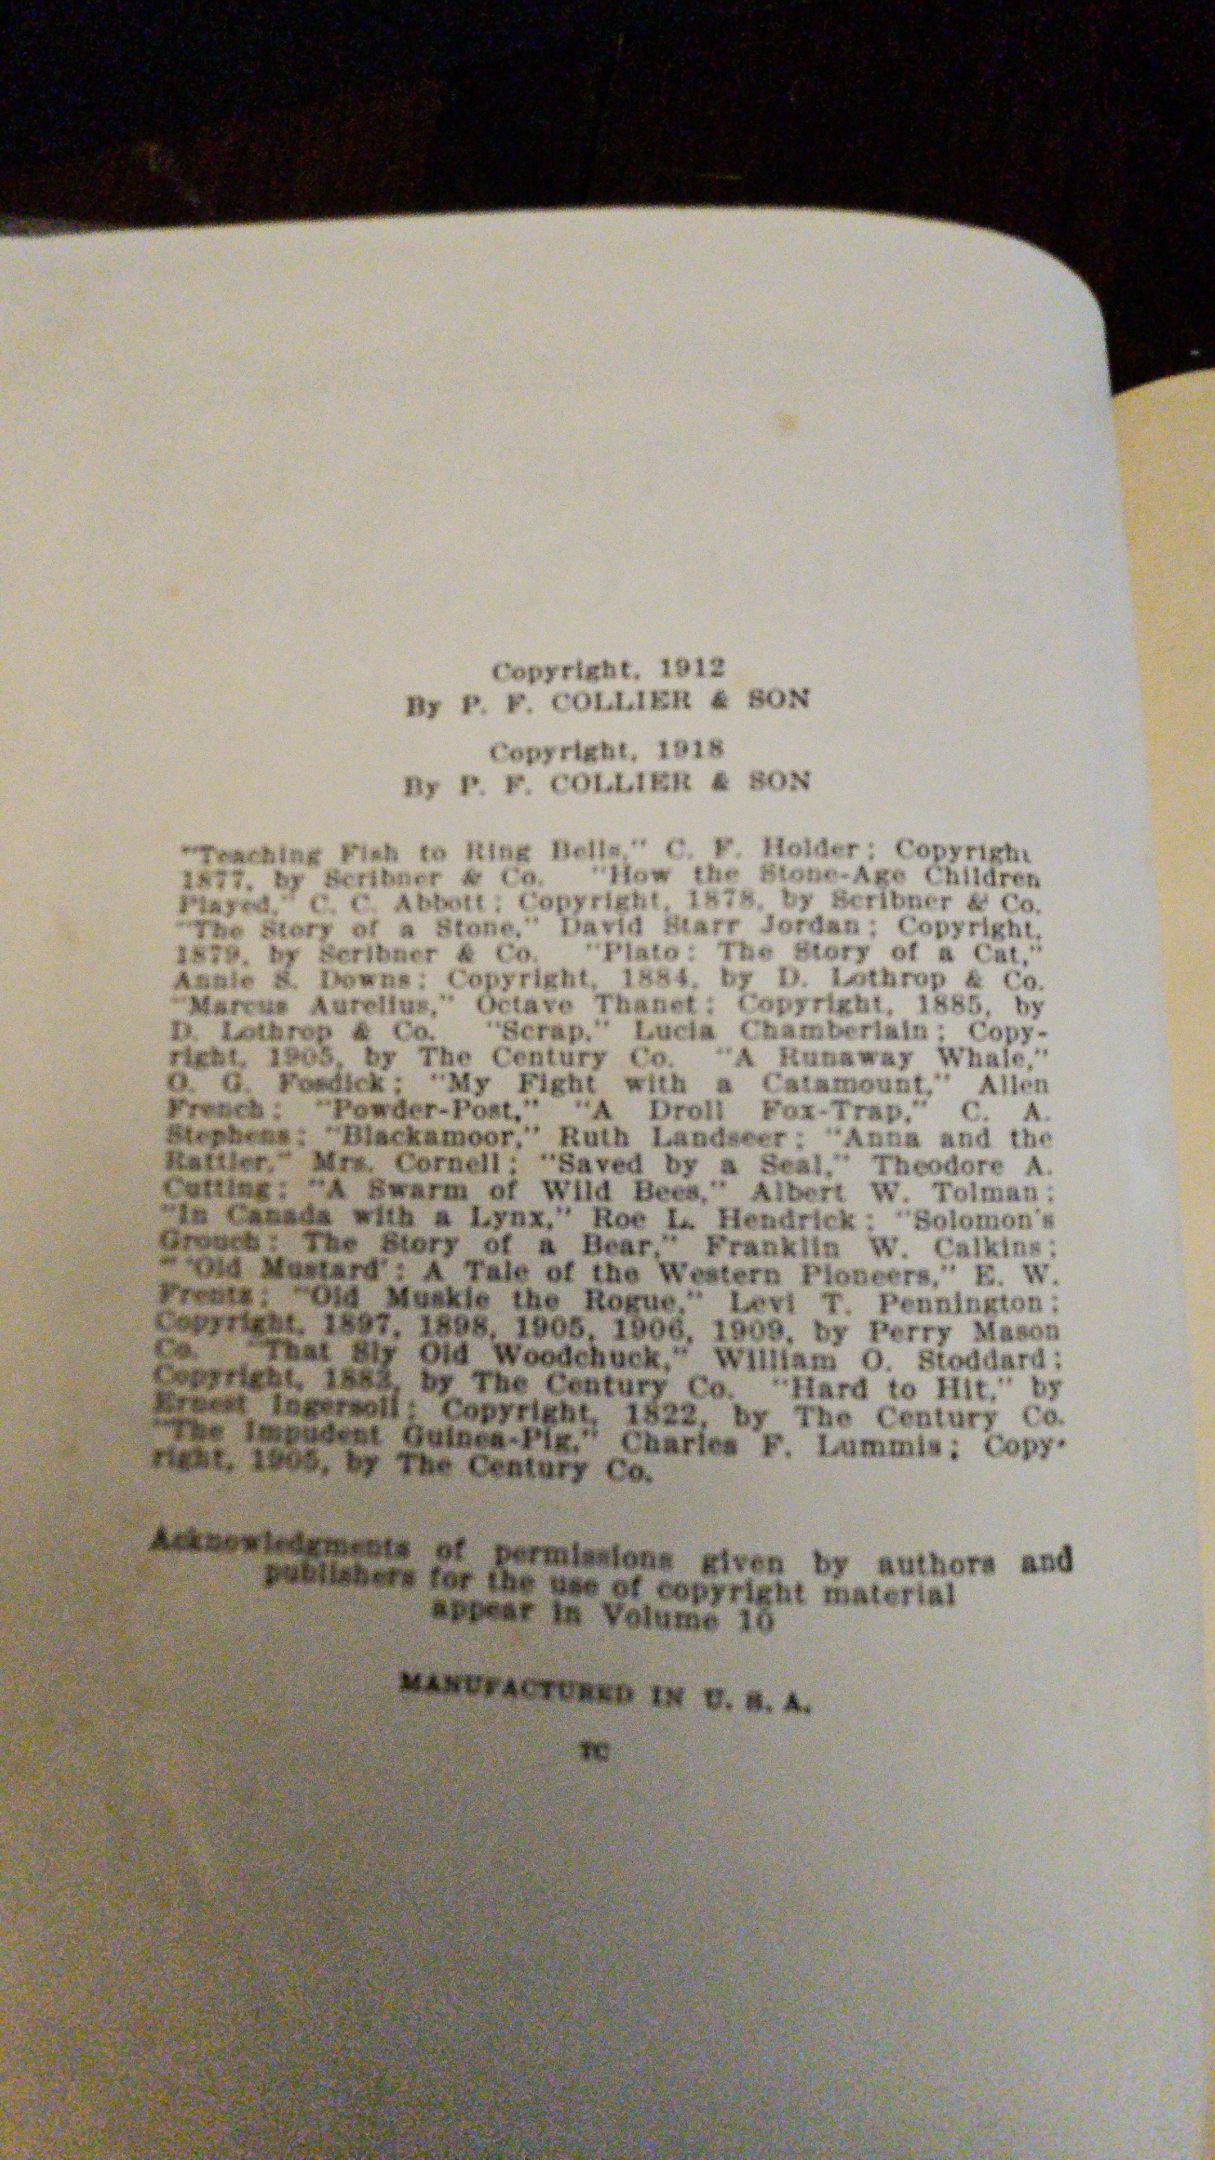 Copyright, 1912
By P. F. COLLIER & SON
Copyright, 1918
By P. F. COLLIER & SON
"Teaching Fish to Ring Bells," C. F. Holder; Copyright
1877, by Scribner & Co. "How the Stone-Age Children
Played," C. C. Abbott; Copyright, 1878, by Scribner & Co.
"The Story of a Stone," David Starr Jordan; Copyright,
1879, by Scribner & Co. "Plato: The Story of a Cat,"
Annie S. Downs; Copyright, 1884, by D. Lothrop & Co.
"Marcus Aurelius," Octave Thanet; Copyright, 1885, by
D. Lothrop & Co. "Scrap," Lucia Chamberlain; Copy-
right, 1905, by The Century Co. "A Runaway Whale,"
O. G. Fosdick; "My Fight with a Catamount," Allen
French; "Powder-Post," "A Droll Fox-Trap," C. A.
Stephens; "Blackamoor," Ruth Landseer; "Anna and the
Rattler," Mrs. Cornell; "Saved by a Seal," Theodore A.
Cutting; "A Swarm of Wild Bees," Albert W. Tolman;
"In Canada with a Lynx," Roe L. Hendrick; "Solomon's
Grouch: The Story of a Bear," Franklin W. Calkins;
"'Old Mustard': A Tale of the Western Pioneers," E. W.
Frentz; "Old Muskie the Rogue," Levi T. Pennington;
Copyright, 1897, 1898, 1905, 1906, 1909, by Perry Mason
Co. "That Sly Old Woodchuck," William O. Stoddard;
Copyright, 1882, by The Century Co. "Hard to Hit," by
Ernest Ingersoll; Copyright, 1822, by The Century Co.
"The Impudent Guinea-Pig," Charles F. Lummis; Copy-
right, 1905, by The Century Co.
Acknowledgments of permissions given by authors and
publishers for the use of copyright material
appear in Volume 10
MANUFACTURED IN U. S. A.
TC